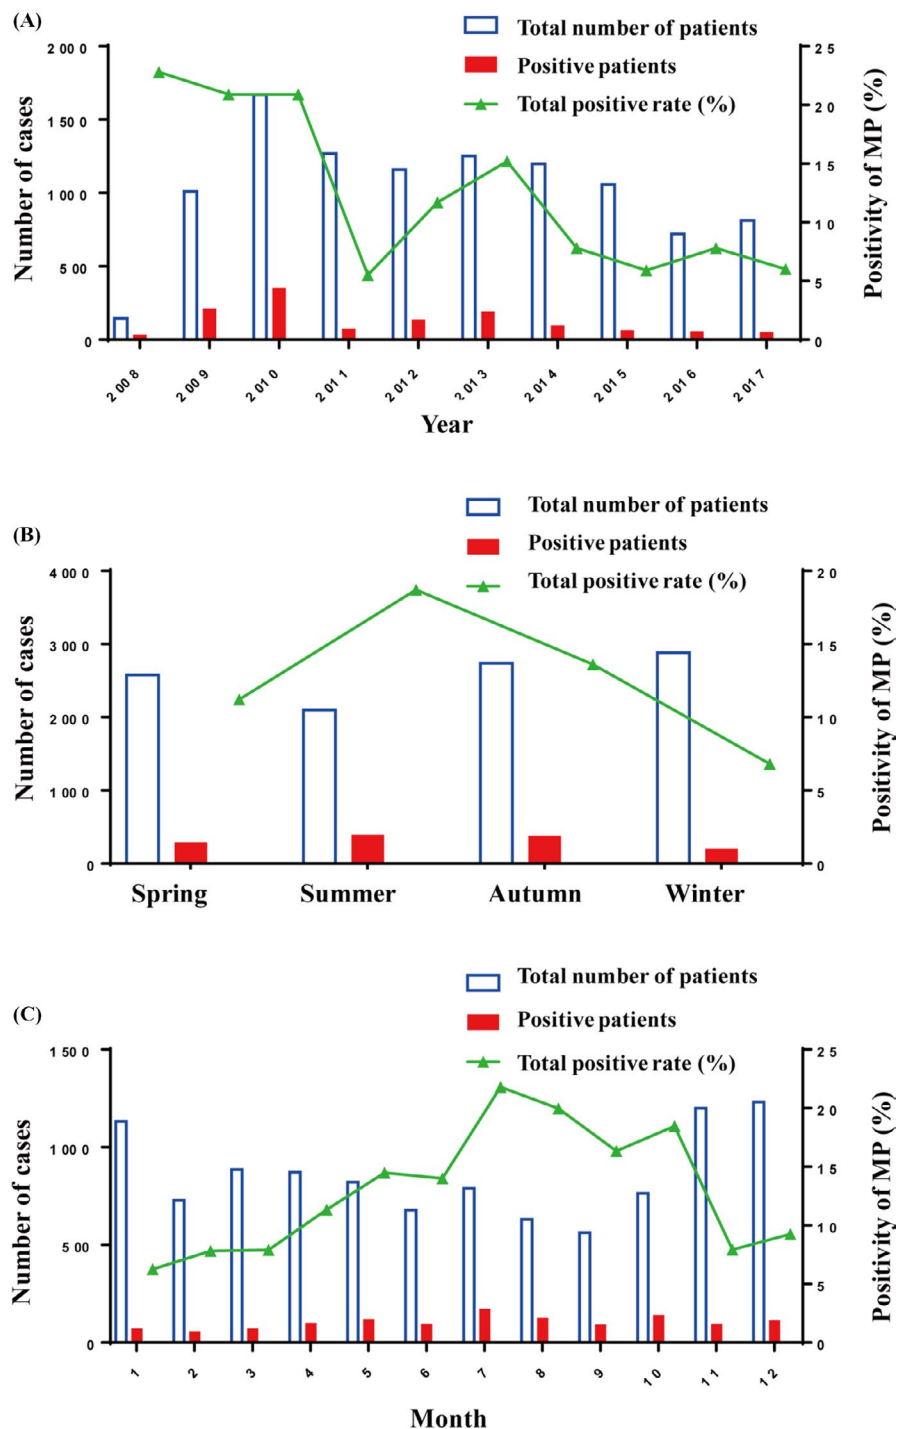 (A)
Total number of patients
Positive patients
Total positive rate (%)
2000
1500
1000
500
0
25
20
15
10
5
0
Number of cases
Positivity of MP (%)
2008 2009 2010 2011 2012 2013 2014 2015 2016 2017
Year
(B)
Total number of patients
Positive patients
Total positive rate (%)
4000
3000
2000
1000
0
20
15
10
5
0
Number of cases
Positivity of MP (%)
Spring Summer Autumn Winter
(C)
Total number of patients
Positive patients
Total positive rate (%)
1500
1000
500
0
25
20
15
10
5
0
Number of cases
Positivity of MP (%)
1 2 3 4 5 6 7 8 9 10 11 12
Month